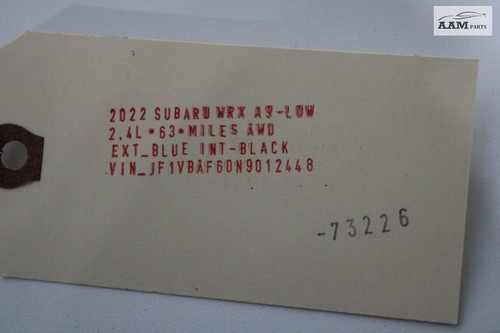 AAM PARTS
2022 SUBARU WRX A9-LOW
2.4L•63•MILES AWD
EXT_BLUE INT-BLACK
VIN_JF1VBAF60N9012448
-73226